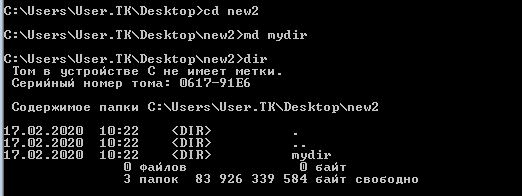 C:\Users\User.TK\Desktop>cd new2
C:\Users\User.TK\Desktop\new2>md mydir
C:\Users\User.TK\Desktop\new2>dir
Том в устройстве C не имеет метки.
Серийный номер тома: 0617-91E6
Содержимое папки C:\Users\User.TK\Desktop\new2
17.02.2020  10:22    <DIR>          .
17.02.2020  10:22    <DIR>          ..
17.02.2020  10:22    <DIR>          mydir
0 файлов              0 байт
3 папок  83 926 339 584 байт свободно